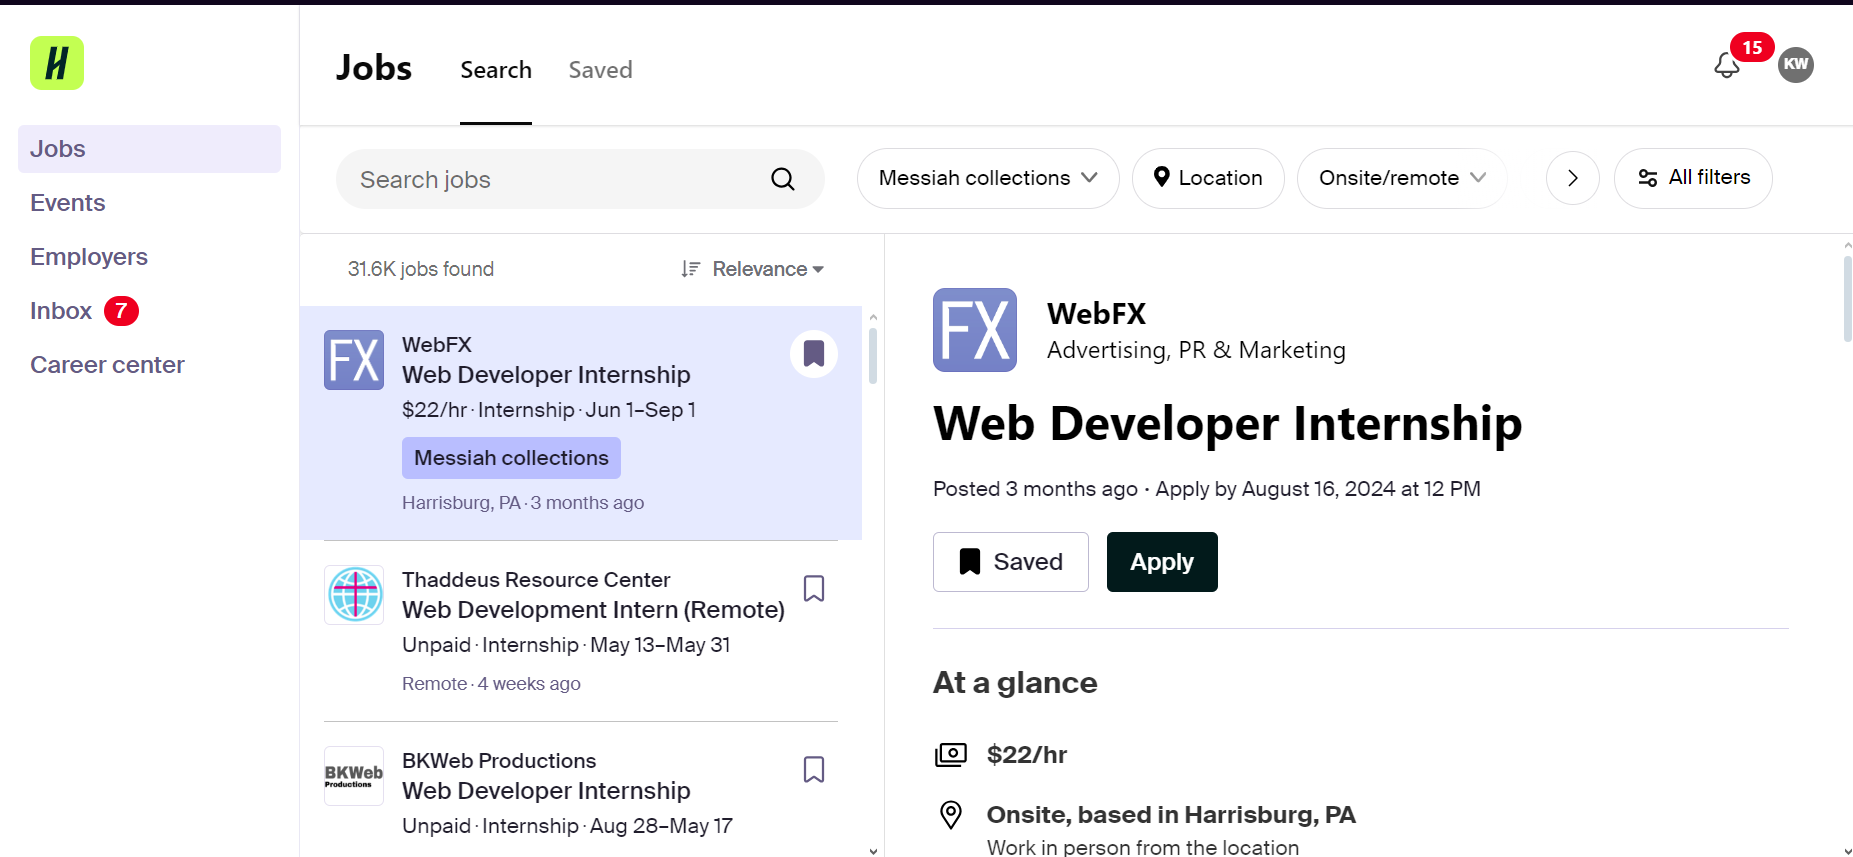 Jobs
Events
Employers
Inbox 7
Career center
Jobs Search Saved
15
KW
Search jobs
Messiah collections
Location
Onsite/remote
All filters
31.6K jobs found
Relevance
FX
WebFX
Web Developer Internship
$22/hr · Internship · Jun 1–Sep 1
Messiah collections
Harrisburg, PA · 3 months ago
Thaddeus Resource Center
Web Development Intern (Remote)
Unpaid · Internship · May 13–May 31
Remote · 4 weeks ago
BKWeb
Productions
BKWeb Productions
Web Developer Internship
Unpaid · Internship · Aug 28–May 17
FX
WebFX
Advertising, PR & Marketing
Web Developer Internship
Posted 3 months ago · Apply by August 16, 2024 at 12 PM
Saved
Apply
At a glance
$22/hr
Onsite, based in Harrisburg, PA
Work in person from the location